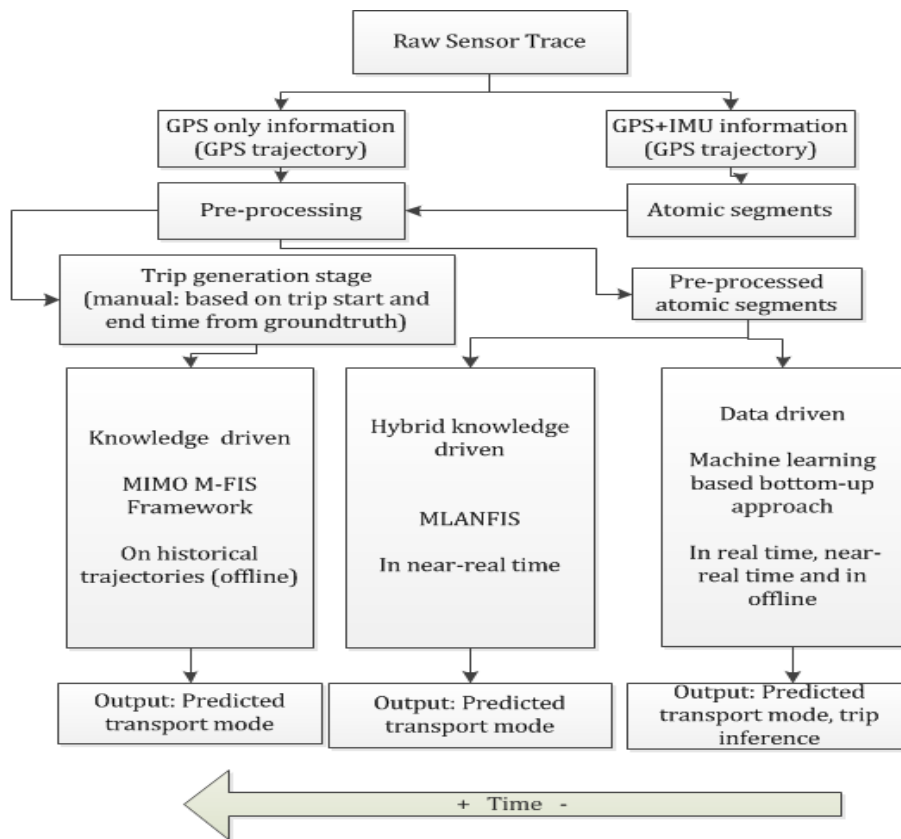 Raw Sensor Trace
GPS only information
(GPS trajectory)
GPS+IMU information
(GPS trajectory)
Pre-processing
Atomic segments
Trip generation stage
(manual: based on trip start and
end time from groundtruth)
Pre-processed
atomic segments
Knowledge driven
MIMO M-FIS
Framework
On historical
trajectories (offline)
Hybrid knowledge
driven
MLANFIS
In near-real time
Data driven
Machine learning
based bottom-up
approach
In real time, near-
real time and in
offline
Output: Predicted
transport mode
Output: Predicted
transport mode
Output: Predicted
transport mode, trip
inference
+ Time -